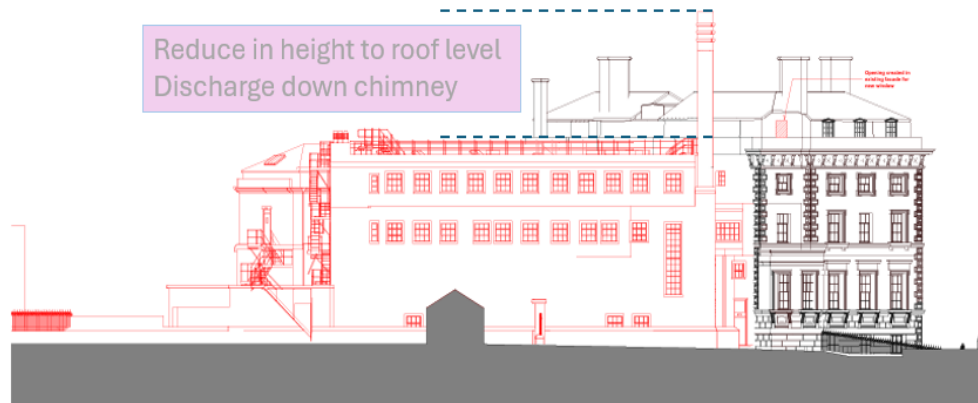 Reduce in height to roof level
Discharge down chimney
Opening created in
existing facade for
new window.